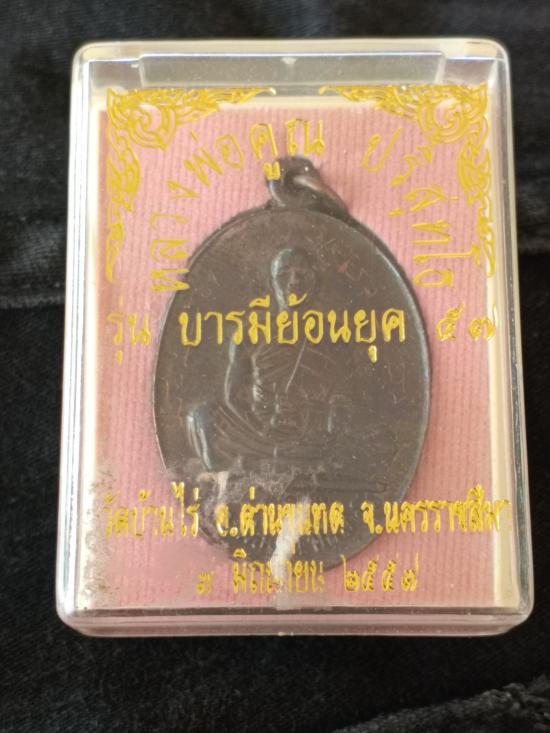 หลวงพ่อคูณ ปริสุทโธ
รุ่น บารมีย้อนยุค ๕๗
วัดบ้านไร่ อ.ด่านขุนทด จ.นครราชสีมา
๗ มิถุนายน ๒๕๕๗